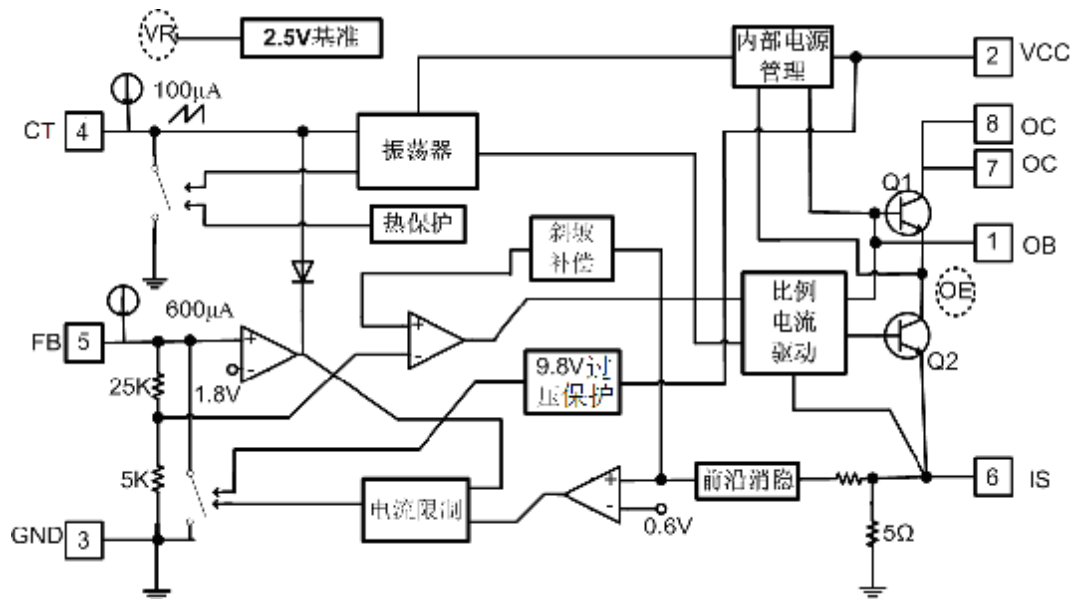 VR
2.5V基准
内部电源
管理
2
VCC
100μA
CT
4
振荡器
8
OC
7
OC
Q1
热保护
斜坡
补偿
1
OB
OE
600μA
FB
5
+
-
1.8V
+
-
比例
电流
驱动
Q2
25K
9.8V过
压保护
5K
电流限制
+
-
0.6V
前沿消隐
6
IS
5Ω
GND
3